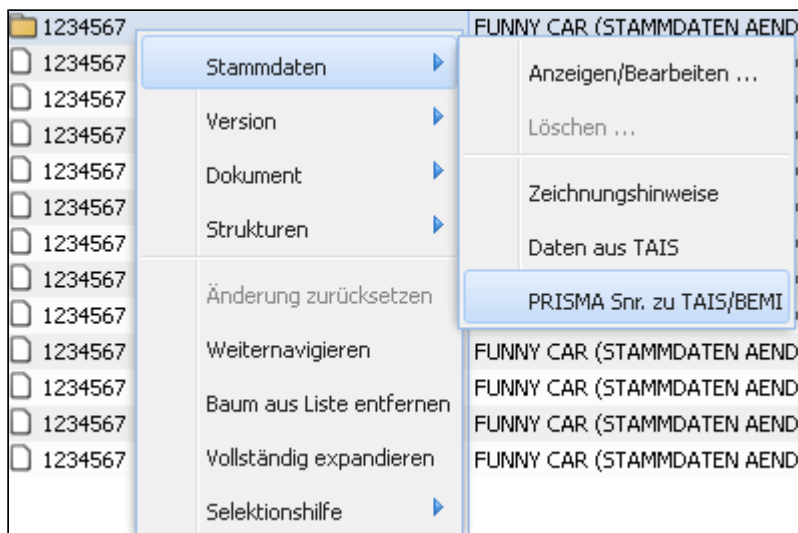 1234567 FUNNY CAR (STAMMDATEN AEND
1234567
1234567
1234567
1234567
1234567
1234567
1234567
1234567
1234567 FUNNY CAR (STAMMDATEN AEND
1234567 FUNNY CAR (STAMMDATEN AEND
1234567 FUNNY CAR (STAMMDATEN AEND
1234567 FUNNY CAR (STAMMDATEN AEND
Stammdaten
Version
Dokument
Strukturen
Änderung zurücksetzen
Weiternavigieren
Baum aus Liste entfernen
Vollständig expandieren
Selektionshilfe
Anzeigen/Bearbeiten ...
Löschen ...
Zeichnungshinweise
Daten aus TAIS
PRISMA Snr. zu TAIS/BEMI